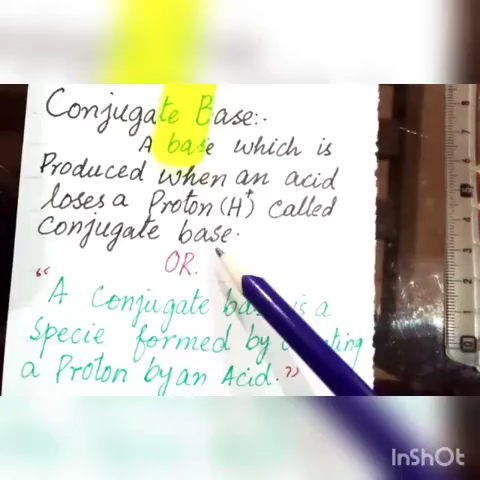 Conjugate Base:-
A base which is
Produced when an acid
loses a Proton (H+) called
Conjugate base.
OR.
"A Conjugate is a
Specie formed by
a Proton by an Acid."
InShOt